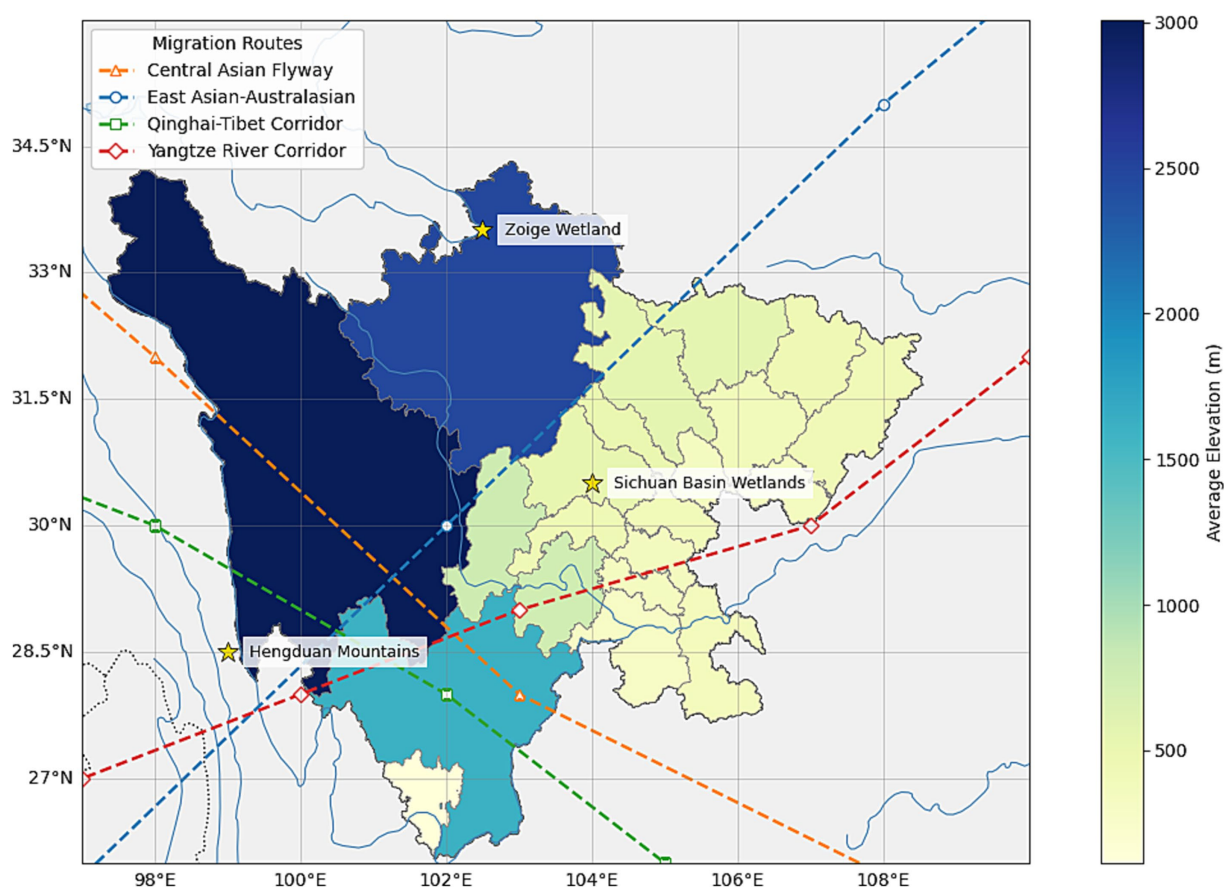 Migration Routes
Central Asian Flyway
East Asian-Australasian
Qinghai-Tibet Corridor
Yangtze River Corridor
34.5°N
33°N
31.5°N
30°N
28.5°N
27°N
98°E
100°E
102°E
104°E
106°E
108°E
Zoige Wetland
Sichuan Basin Wetlands
Hengduan Mountains
3000
2500
2000
1500
1000
500
Average Elevation (m)